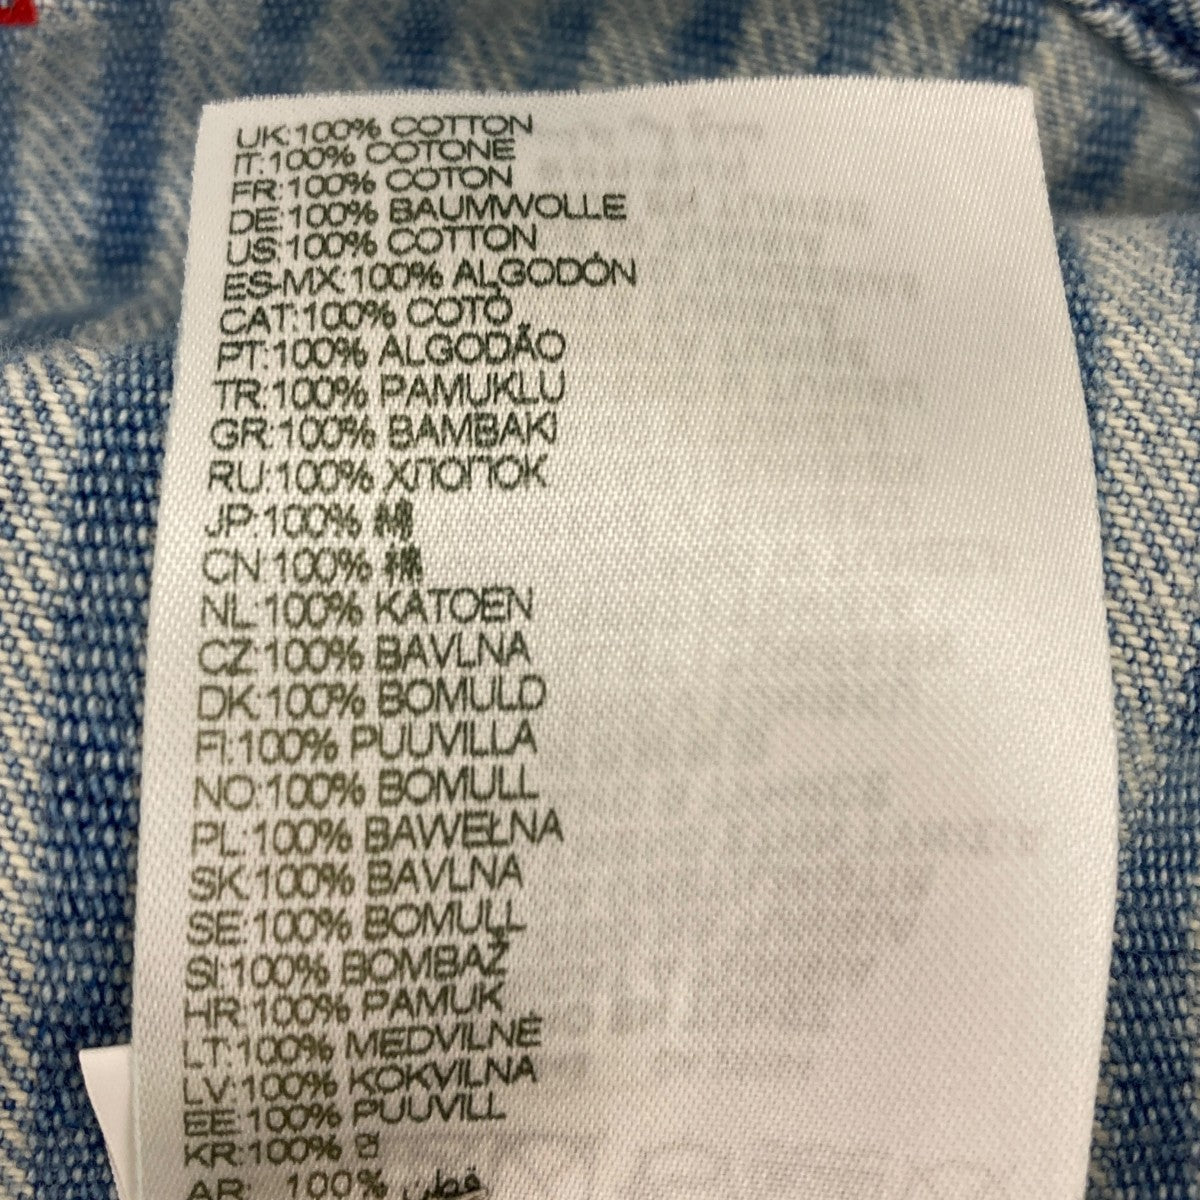 UK:100% COTTON
IT:100% COTONE
FR:100% COTON
DE:100% BAUMWOLLE
US:100% COTTON
ES-MX:100% ALGODÓN
CAT:100% COTÒ
PT:100% ALGODÃO
TR:100% PAMUKLU
GR:100% BAMBAKI
RU:100% ХЛОПОК
JP:100% 綿
CN:100% 棉
NL:100% KATOEN
CZ:100% BAVLNA
DK:100% BOMULD
FI:100% PUUVILLA
NO:100% BOMULL
PL:100% BAWEŁNA
SK:100% BAVLNA
SE:100% BOMULL
SI:100% BOMBAŽ
HR:100% PAMUK
LT:100% MEDVILNĖ
LV:100% KOKVILNA
EE:100% PUUVILL
KR:100% 면
AR: 100% قطن